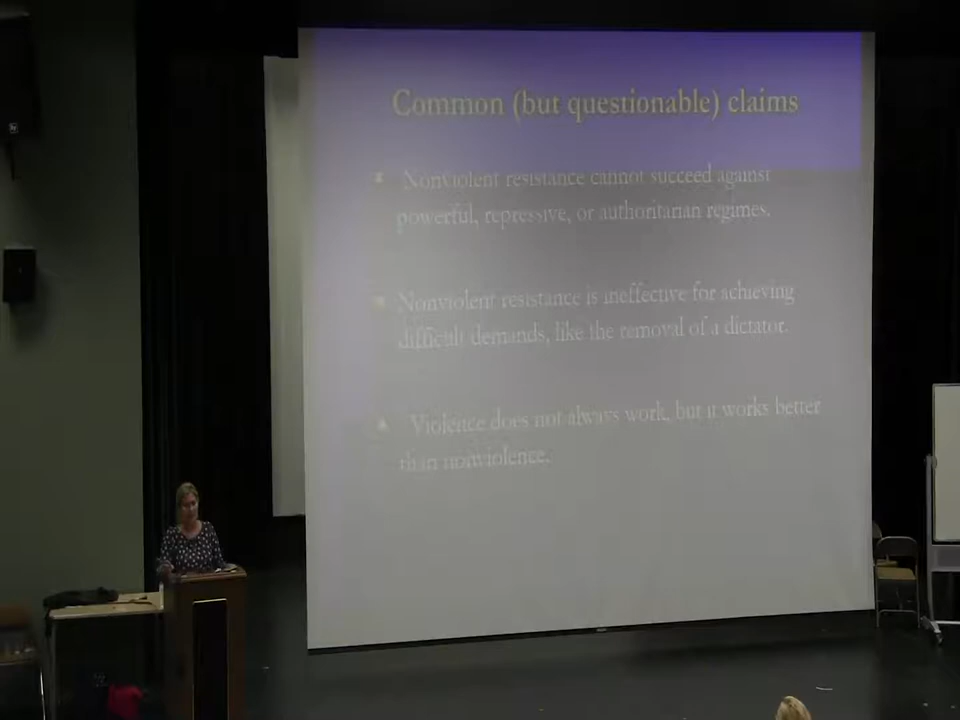 Common (but questionable) claims
Nonviolent resistance cannot succeed against
powerful, repressive, or authoritarian regimes.
Nonviolent resistance is ineffective for achieving
difficult demands, like the removal of a dictator.
Violence does not always work, but it works better
than nonviolence.